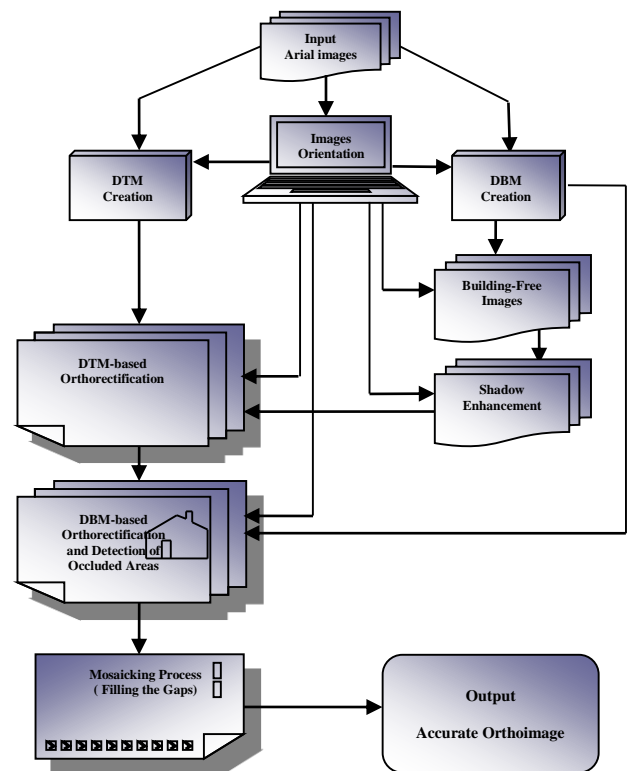 Input
Arial images
Images
Orientation
DTM
Creation
DBM
Creation
Building-Free
Images
DTM-based
Orthorectification
Shadow
Enhancement
DBM-based
Orthorectification
and Detection of
Occluded Areas
Mosaicking Process
( Filling the Gaps)
Output
Accurate Orthoimage